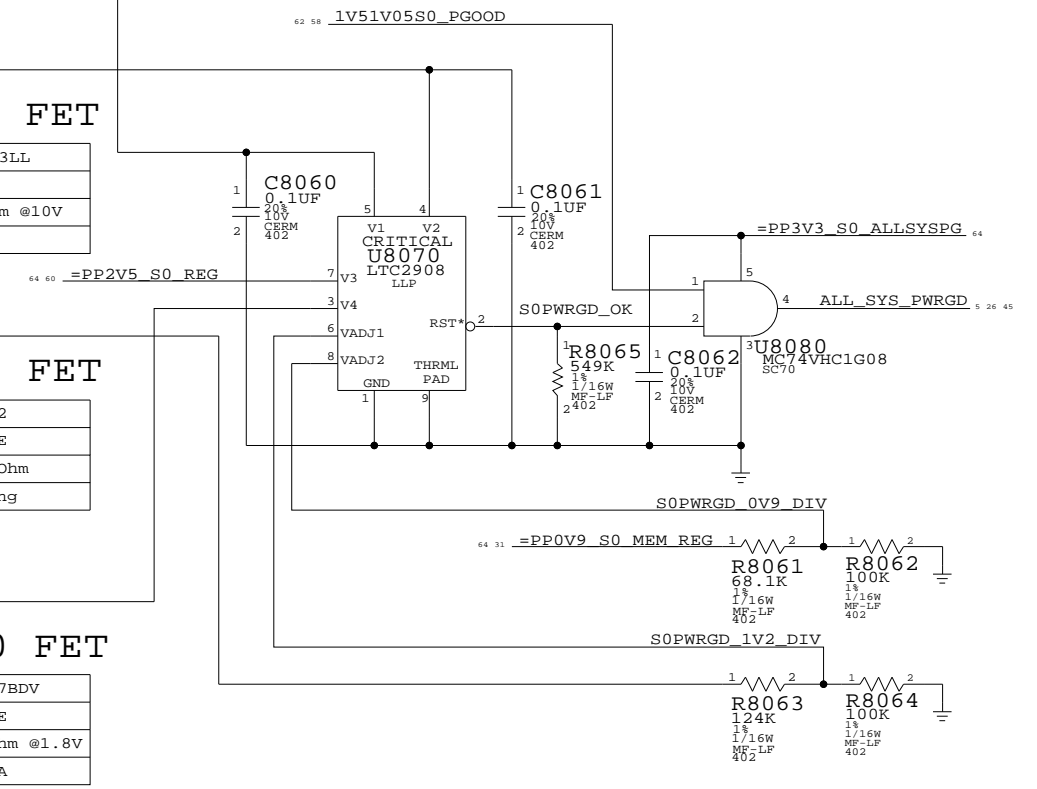 62 58 1V51V05S0_PGOOD
FET
3LL
m @10V
C8060
1
0.1UF
20%
10V
CERM
402
2
5
4
V1
V2
CRITICAL
U8070
LTC2908
LLP
64 60 =PP2V5_S0_REG
7 V3
3 V4
6 VADJ1
8 VADJ2
RST* 2
THRML
PAD
GND
1
9
C8061
1
0.1UF
20%
10V
CERM
402
2
=PP3V3_S0_ALLSYSPG 64
5
1
4
ALL_SYS_PWRGD 5 26 45
2
S0PWRGD_OK
3
U8080
MC74VHC1G08
SC70
1
R8065
549K
1%
1/16W
MF-LF
402
2
1
C8062
0.1UF
20%
10V
CERM
402
2
FET
2
E
Ohm
ng
S0PWRGD_0V9_DIV
64 31 =PP0V9_S0_MEM_REG
1 2
R8061
68.1K
1%
1/16W
MF-LF
402
1 2
R8062
100K
1%
1/16W
MF-LF
402
S0PWRGD_1V2_DIV
0 FET
7BDV
E
hm @1.8V
A
1 2
R8063
124K
1%
1/16W
MF-LF
402
1 2
R8064
100K
1%
1/16W
MF-LF
402